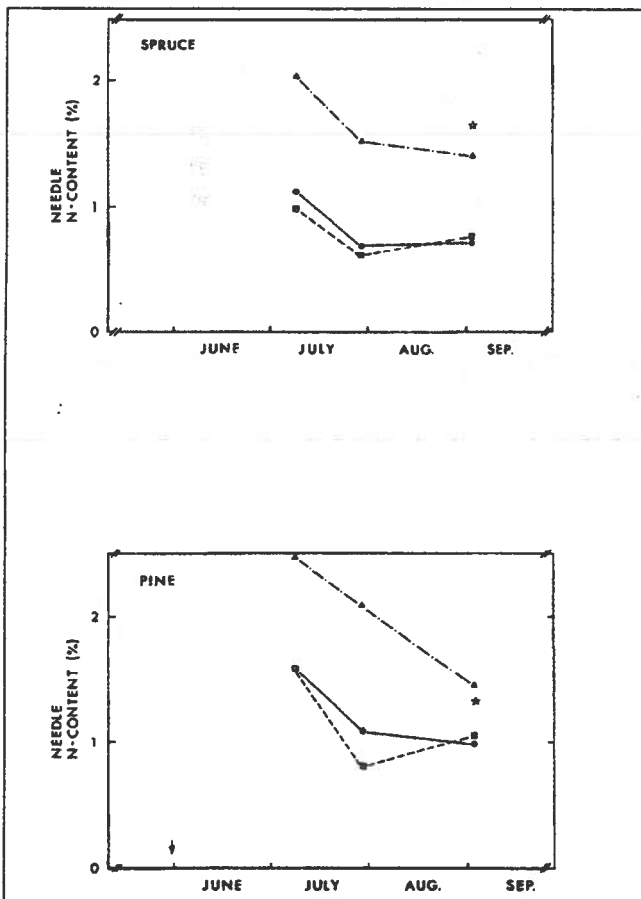 SPRUCE
2
1
0
NEEDLE
N-CONTENT (%)
JUNE JULY AUG. SEP.
PINE
2
1
0
NEEDLE
N-CONTENT (%)
JUNE JULY AUG. SEP.